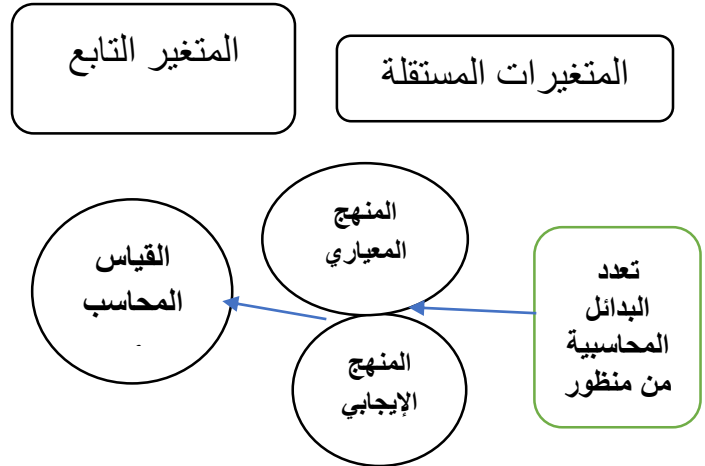 المتغيرات المستقلة
المتغير التابع
تعدد
البدائل
المحاسبية
من منظور
المنهج
المعياري
المنهج
الإيجابي
القياس
المحاسب